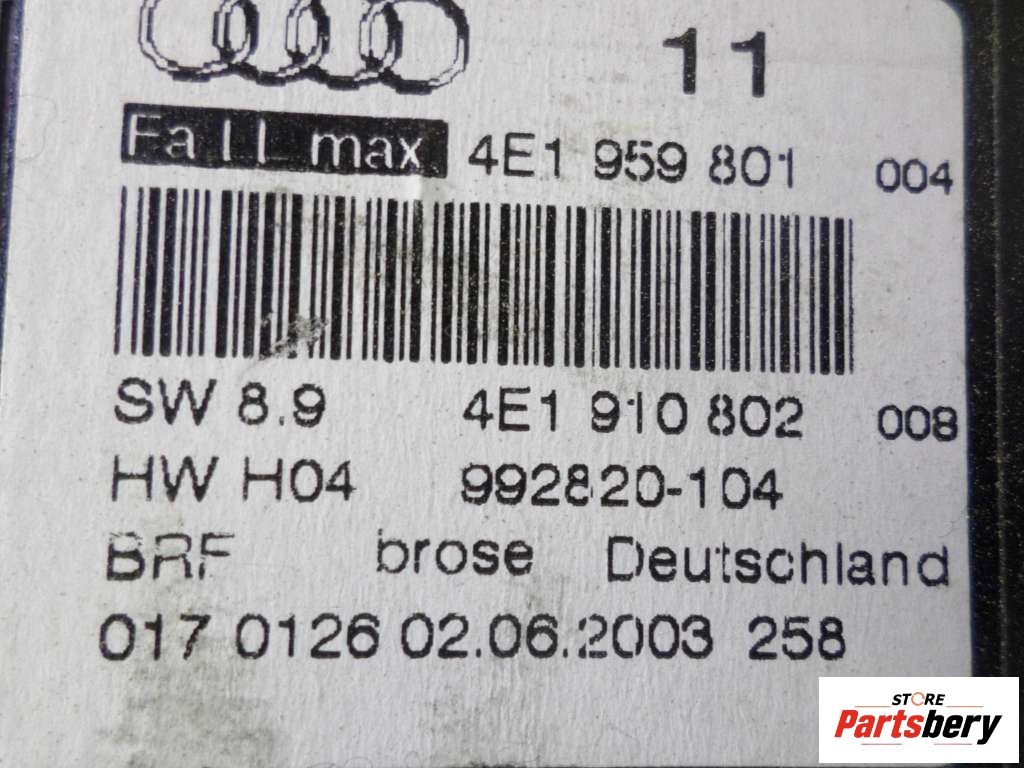 11
Fall max. 4E1 959 801 004
SW 8.9 4E1 910 802 008
HW H04 992820-104
BRF brose Deutschland
017 0126 02.06.2003 258
STORE
Partsbery